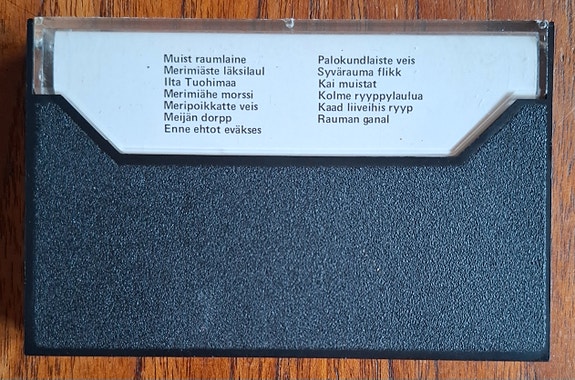 Muist raumlaine
Merimiäste läksilaul
Ilta Tuohimaa
Merimiähe morssi
Meripoikkatte veis
Meijän dorpp
Enne ehtot eväkses
Palokundlaiste veis
Syvärauma flikk
Kai muistat
Kolme ryyppylaulua
Kaad liiveihis ryyp
Rauman ganal